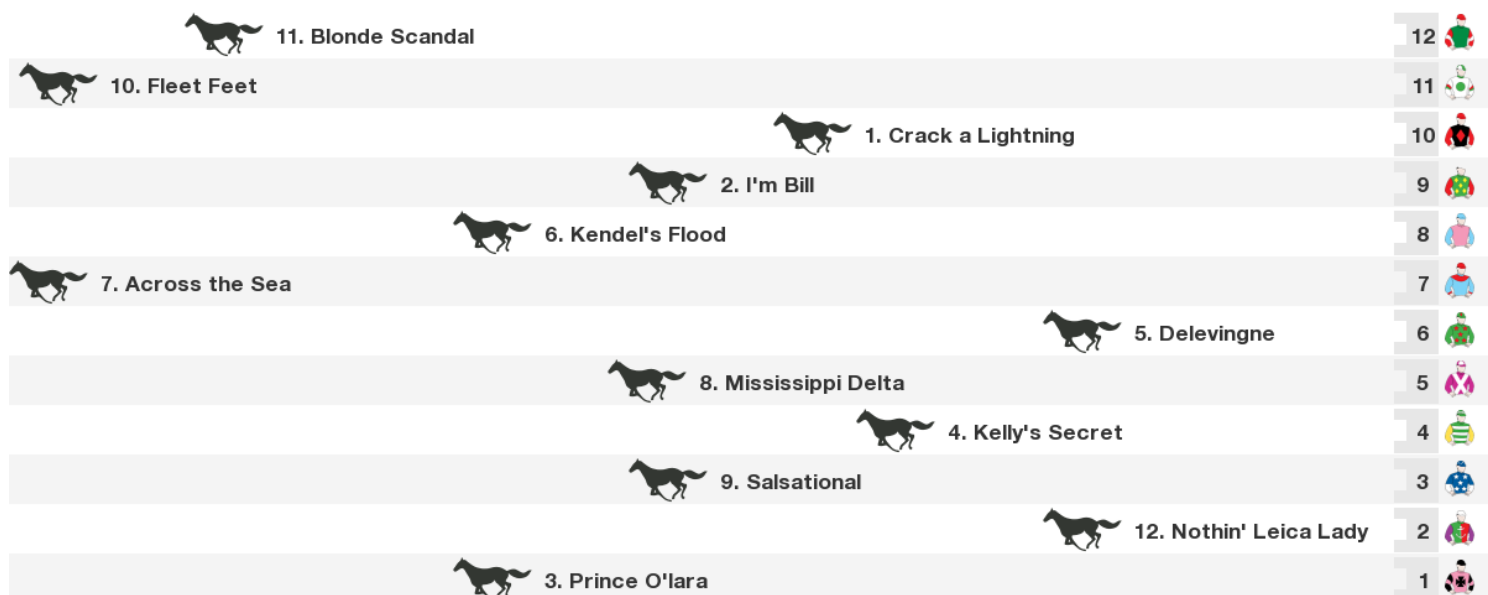 11. Blonde Scandal 12
10. Fleet Feet 11
1. Crack a Lightning 10
2. I'm Bill 9
6. Kendel's Flood 8
7. Across the Sea 7
5. Delevingne 6
8. Mississippi Delta 5
4. Kelly's Secret 4
9. Salsational 3
12. Nothin' Leica Lady 2
3. Prince O'lara 1